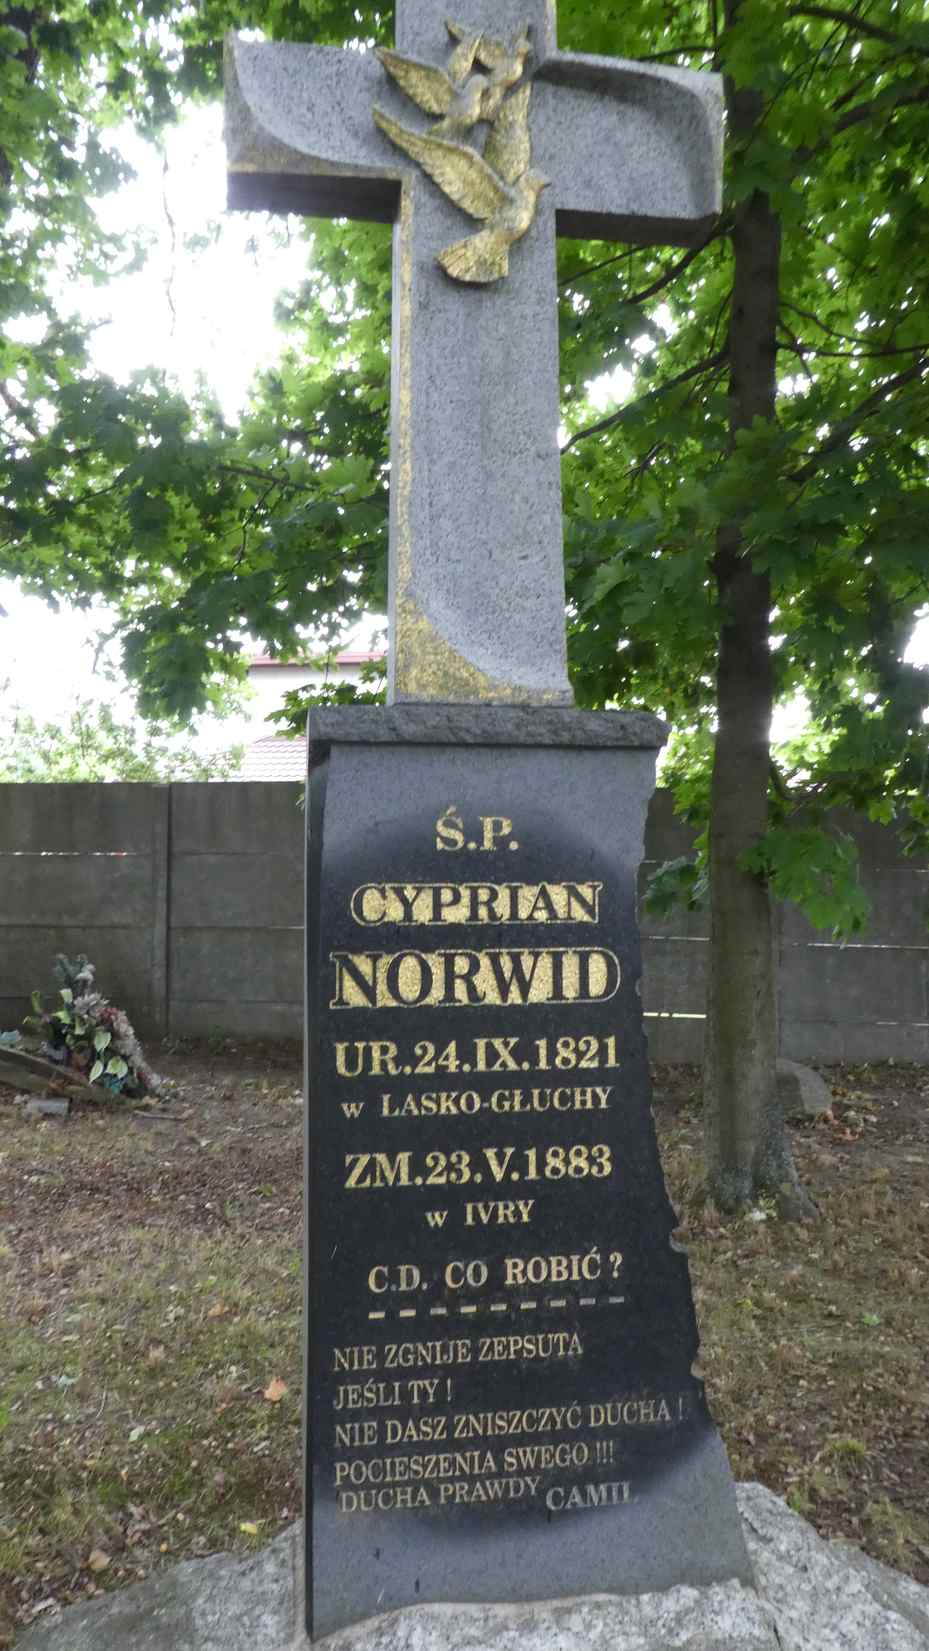 Ś.P.
CYPRIAN
NORWID
UR.24.IX.1821
w LASKO-GŁUCHY
ZM.23.V.1883
w IVRY
C.D. CO ROBIĆ?
NIE ZGNIJE ZEPSUTA
JEŚLI TY!
NIE DASZ ZNISZCZYĆ DUCHA!
POCIESZENIA SWEGO!!!
DUCHA PRAWDY CAMIL